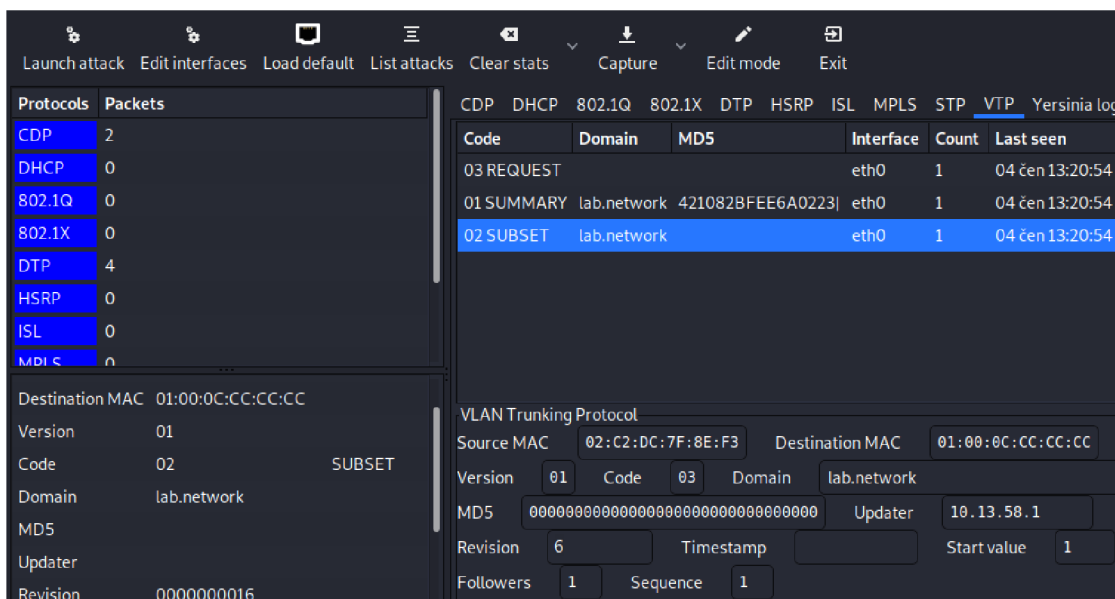 Launch attack Edit interfaces Load default List attacks Clear stats Capture Edit mode Exit
Protocols Packets
CDP 2
DHCP 0
802.1Q 0
802.1X 0
DTP 4
HSRP 0
ISL 0
MPLS 0
CDP DHCP 802.1Q 802.1X DTP HSRP ISL MPLS STP VTP Yersinia log
Code Domain MD5 Interface Count Last seen
03 REQUEST eth0 1 04 čen 13:20:54
01 SUMMARY lab.network 421082BFEE6A0223 eth0 1 04 čen 13:20:54
02 SUBSET lab.network eth0 1 04 čen 13:20:54
Destination MAC 01:00:0C:CC:CC:CC
Version 01
Code 02 SUBSET
Domain lab.network
MD5
Updater
Revision 0000000016
VLAN Trunking Protocol
Source MAC 02:C2:DC:7F:8E:F3 Destination MAC 01:00:0C:CC:CC:CC
Version 01 Code 03 Domain lab.network
MD5 00000000000000000000000000000000 Updater 10.13.58.1
Revision 6 Timestamp Start value 1
Followers 1 Sequence 1